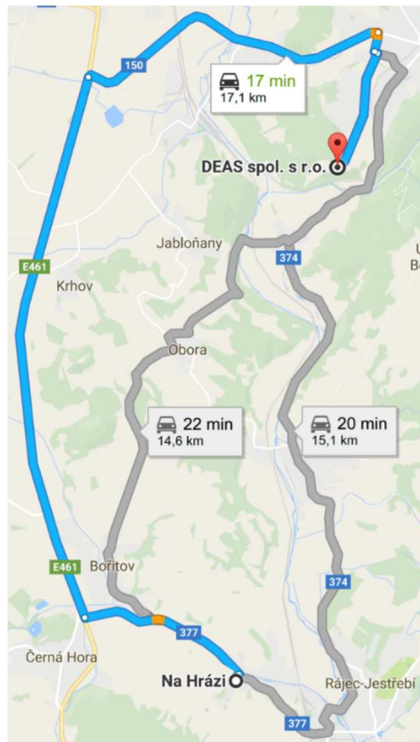 150
17 min
17,1 km
DEAS spol. s r.o.
Jabloňany
374
E461
Krhov
Obora
22 min
14,6 km
20 min
15,1 km
E461
Bořitov
374
377
Černá Hora
Na Hrázi
Rájec-Jestřebí
377